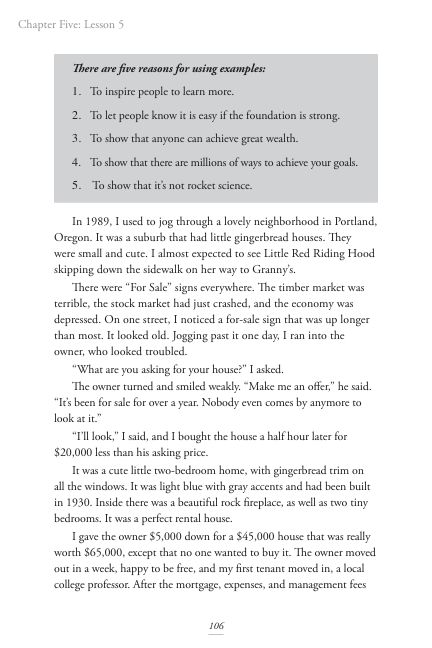 Chapter Five: Lesson 5
There are five reasons for using examples:
1. To inspire people to learn more.
2. To let people know it is easy if the foundation is strong.
3. To show that anyone can achieve great wealth.
4. To show that there are millions of ways to achieve your goals.
5. To show that it's not rocket science.
In 1989, I used to jog through a lovely neighborhood in Portland,
Oregon. It was a suburb that had little gingerbread houses. They
were small and cute. I almost expected to see Little Red Riding Hood
skipping down the sidewalk on her way to Granny's.
There were “For Sale” signs everywhere. The timber market was
terrible, the stock market had just crashed, and the economy was
depressed. On one street, I noticed a for-sale sign that was up longer
than most. It looked old. Jogging past it one day, I ran into the
owner, who looked troubled.
“What are you asking for your house?” I asked.
The owner turned and smiled weakly. “Make me an offer,” he said.
“It's been for sale for over a year. Nobody even comes by anymore to
look at it.”
“I'll look,” I said, and I bought the house a half hour later for
$20,000 less than his asking price.
It was a cute little two-bedroom home, with gingerbread trim on
all the windows. It was light blue with gray accents and had been built
in 1930. Inside there was a beautiful rock fireplace, as well as two tiny
bedrooms. It was a perfect rental house.
I gave the owner $5,000 down for a $45,000 house that was really
worth $65,000, except that no one wanted to buy it. The owner moved
out in a week, happy to be free, and my first tenant moved in, a local
college professor. After the mortgage, expenses, and management fees
106